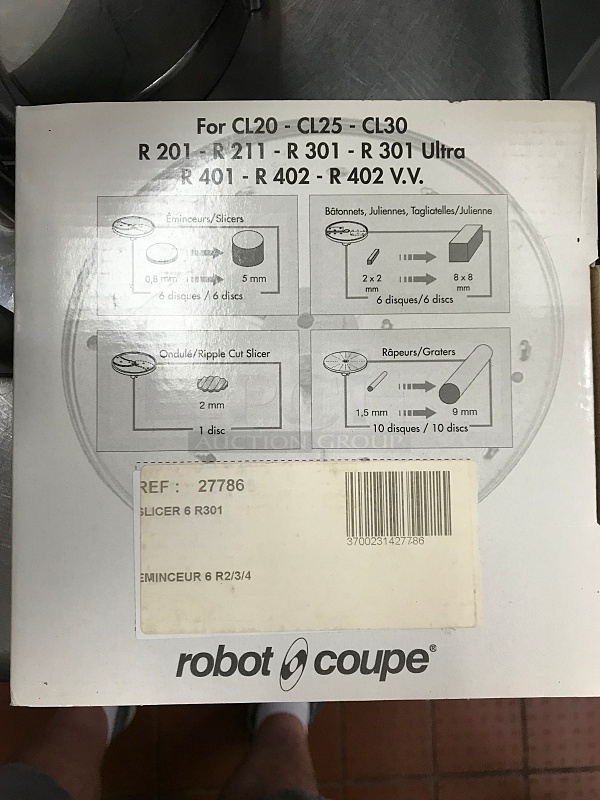 For CL20 - CL25 - CL30
R 201 - R 211 - R 301 - R 301 Ultra
R 401 - R 402 - R 402 V.V.
Éminceurs/Slicers
0,8 mm
5 mm
6 disques / 6 discs
Bâtonnets, Juliennes, Tagliatelles/Julienne
2 x 2
mm
8 x 8
mm
6 disques/6 discs
Ondulé/Ripple Cut Slicer
2 mm
1 disc
Râpeurs/Graters
1,5 mm
9 mm
10 disques / 10 discs
AUCTION GROUP
REF : 27786
SLICER 6 R301
3700231427786
EMINCEUR 6 R2/3/4
robot coupe®